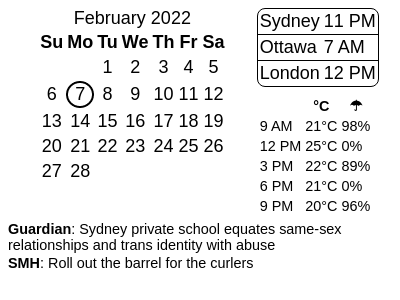 February 2022
Su Mo Tu We Th Fr Sa
1 2 3 4 5
6 7 8 9 10 11 12
13 14 15 16 17 18 19
20 21 22 23 24 25 26
27 28
Sydney 11 PM
Ottawa 7 AM
London 12 PM
°C ☂
9 AM 21°C 98%
12 PM 25°C 0%
3 PM 22°C 89%
6 PM 21°C 0%
9 PM 20°C 96%
Guardian: Sydney private school equates same-sex
relationships and trans identity with abuse
SMH: Roll out the barrel for the curlers